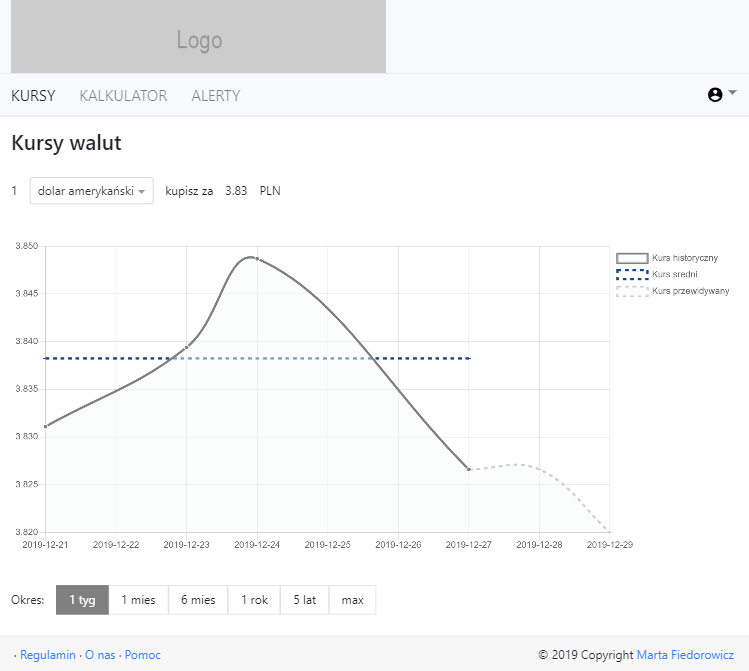 Logo
KURSY KALKULATOR ALERTY
Kursy walut
1 dolar amerykański kupisz za 3.83 PLN
3.850
3.845
3.840
3.835
3.830
3.825
3.820
2019-12-21 2019-12-22 2019-12-23 2019-12-24 2019-12-25 2019-12-26 2019-12-27 2019-12-28 2019-12-29
Kurs historyczny
Kurs sredni
Kurs przewidywany
Okres: 1 tyg 1 mies 6 mies 1 rok 5 lat max
· Regulamin · O nas · Pomoc
© 2019 Copyright Marta Fiedorowicz